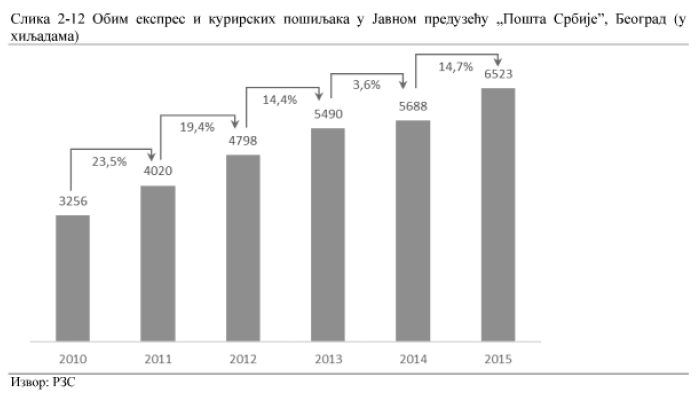 Слика 2-12 Обим експрес и курирских пошиљака у Јавном предузећу „Пошта Србије”, Београд (у
хиљадама)
14,7%
6523
3,6%
14,4%
5688
5490
19,4%
4798
23,5%
4020
3256
2010 2011 2012 2013 2014 2015
Извор: РЗС